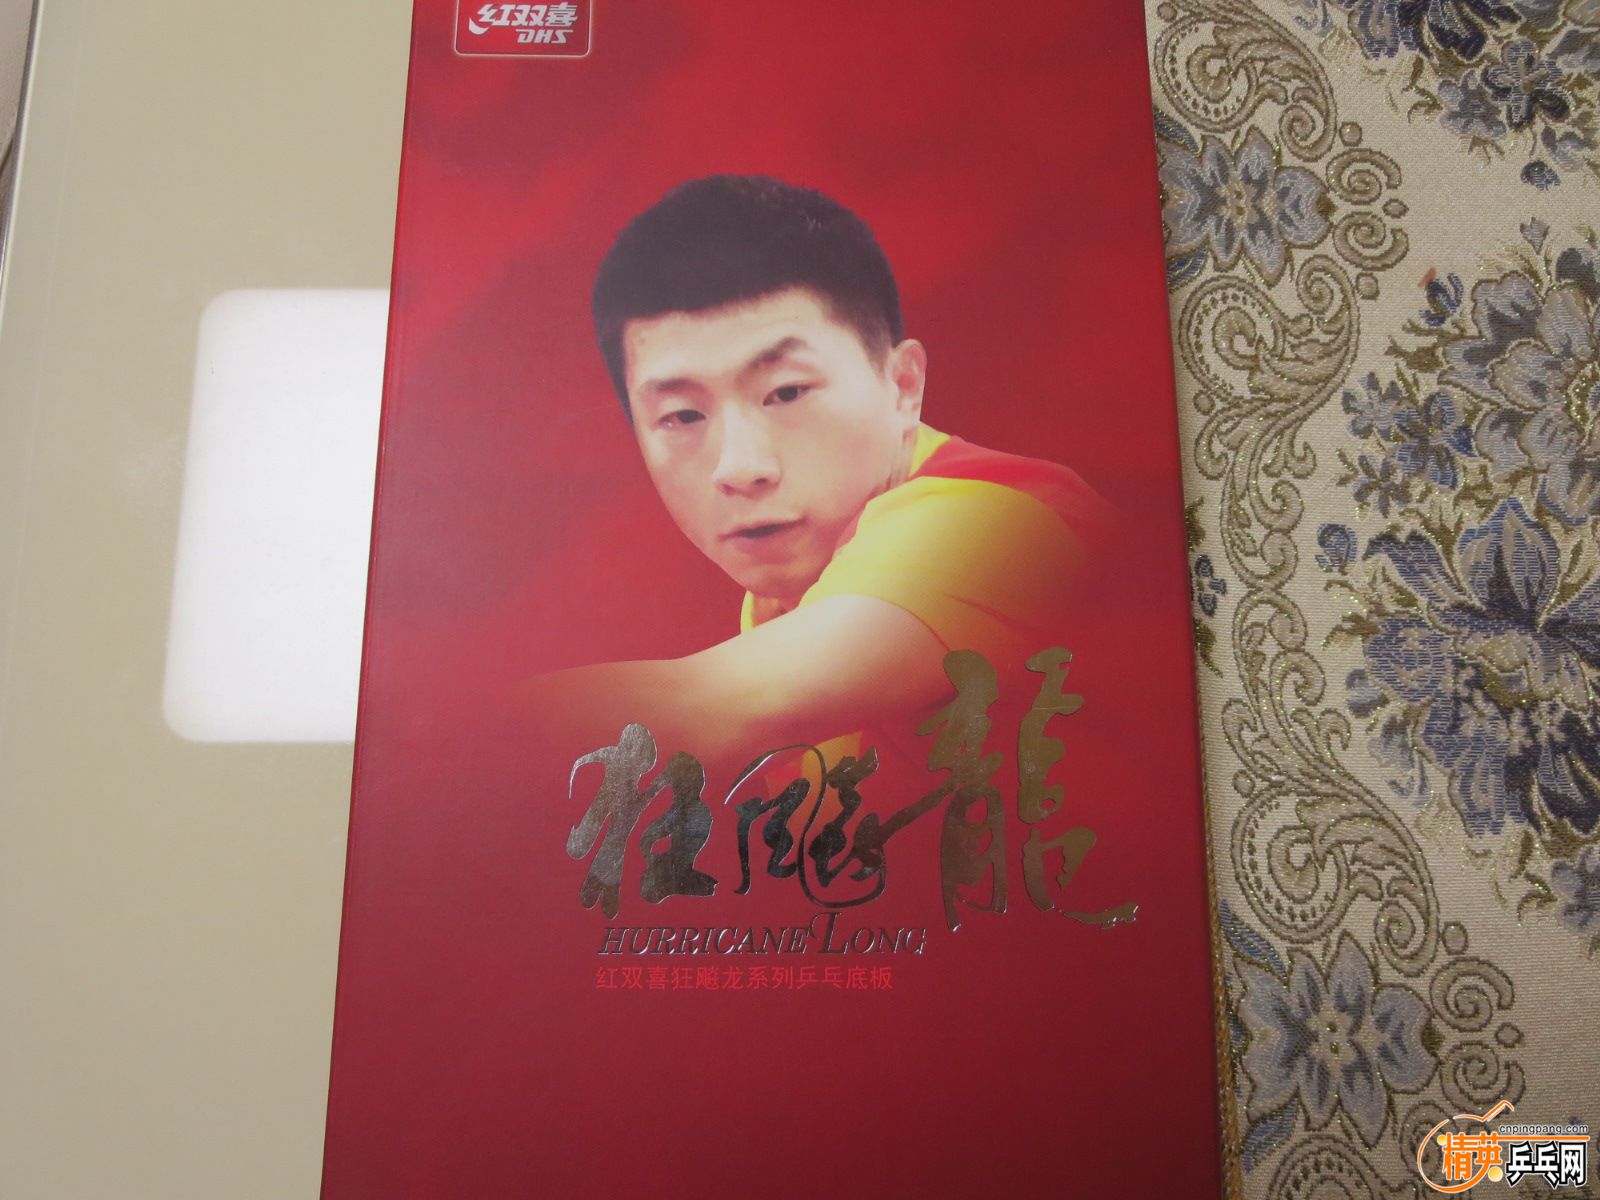 红双喜
DHS
狂飚龍
HURRICANE LONG
红双喜狂飚龙系列乒乓底板
cnpingpang.com
精英乒乓网